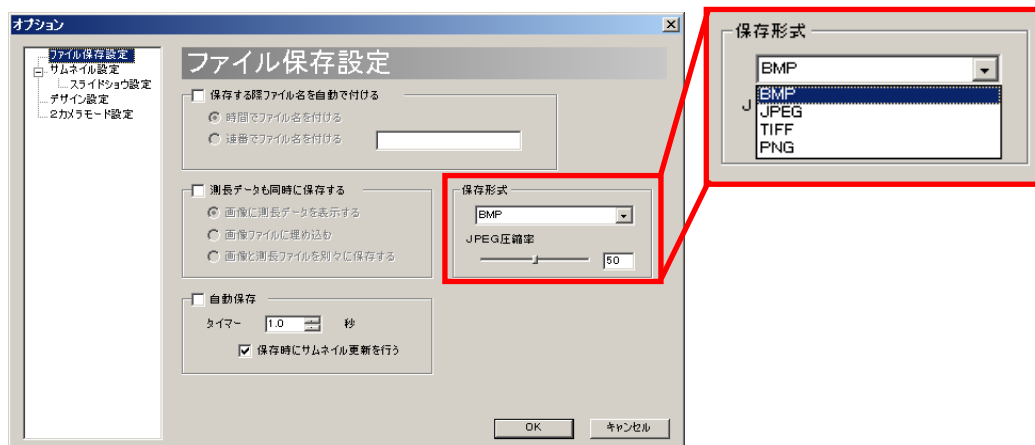 オプション
ファイル保存設定
サムネイル設定
スライドショウ設定
デザイン設定
2カメラモード設定
ファイル保存設定
保存する際ファイル名を自動で付ける
時間でファイル名を付ける
連番でファイル名を付ける
測長データも同時に保存する
画像に測長データを表示する
画像ファイルに埋め込む
画像と測長ファイルを別々に保存する
保存形式
BMP
JPEG圧縮率
50
自動保存
タイマー 1.0 秒
保存時にサムネイル更新を行う
OK キャンセル
保存形式
BMP
J
BMP
JPEG
TIFF
PNG